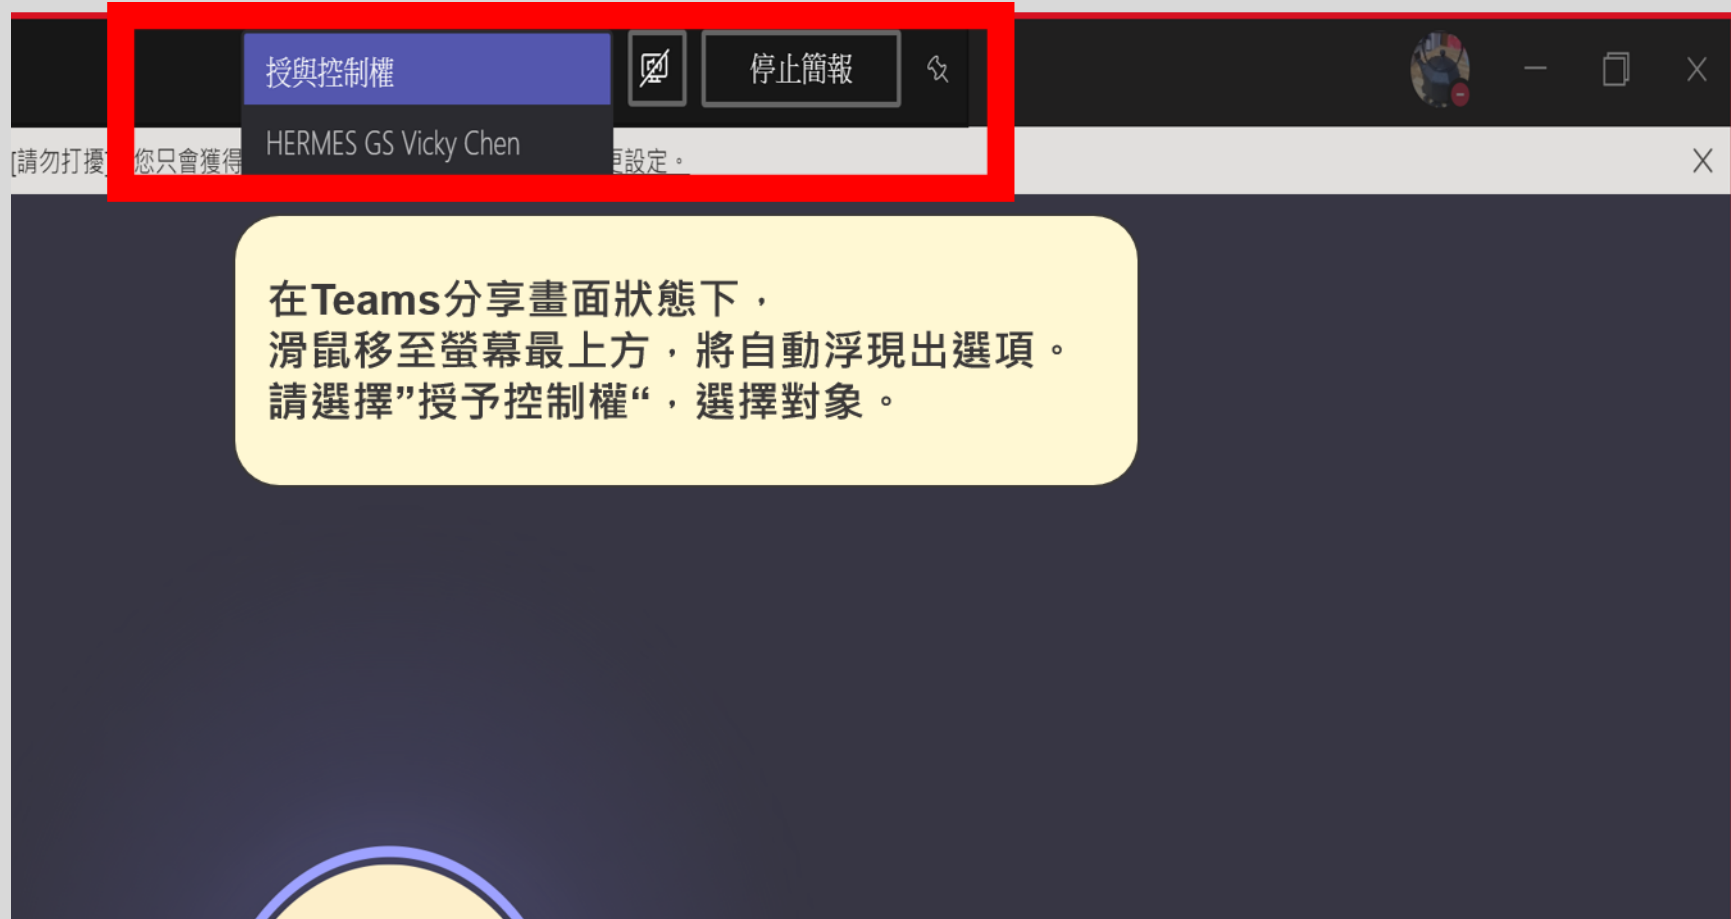 授與控制權
停止簡報
HERMES GS Vicky Chen
[請勿打擾] 您只會獲得
更設定。
在Teams分享畫面狀態下，
滑鼠移至螢幕最上方，將自動浮現出選項。
請選擇”授予控制權“，選擇對象。